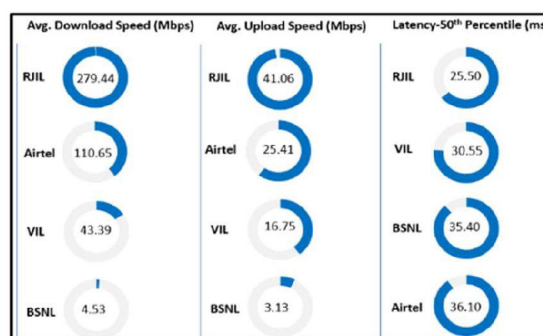 Avg. Download Speed (Mbps)
RJIL
279.44
Airtel
110.65
VIL
43.39
BSNL
4.53
Avg. Upload Speed (Mbps)
RJIL
41.06
Airtel
25.41
VIL
16.75
BSNL
3.13
Latency-50th Percentile (ms
RJIL
25.50
VIL
30.55
BSNL
35.40
Airtel
36.10